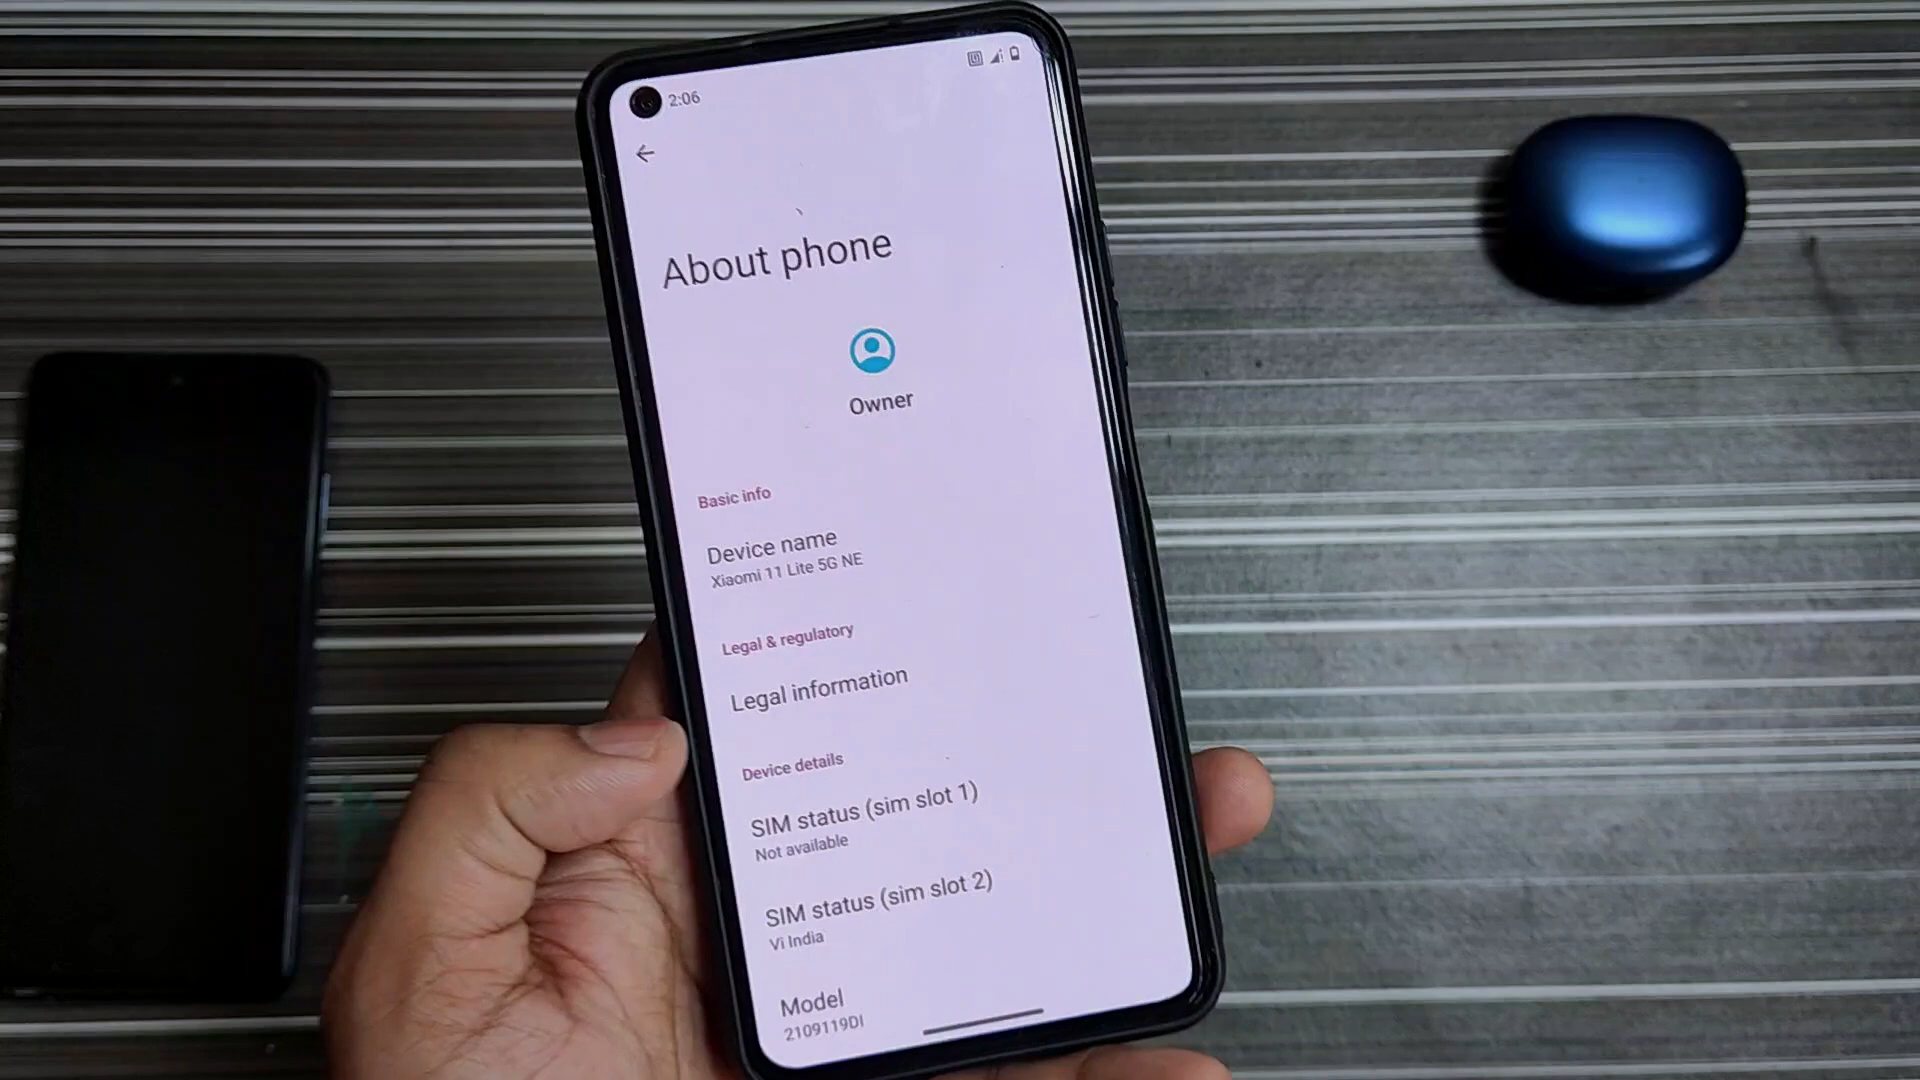 2:06
About phone
Owner
Basic info
Device name
Xiaomi 11 Lite 5G NE
Legal & regulatory
Legal information
Device details
SIM status (sim slot 1)
Not available
SIM status (sim slot 2)
Vi India
Model
2109119DI